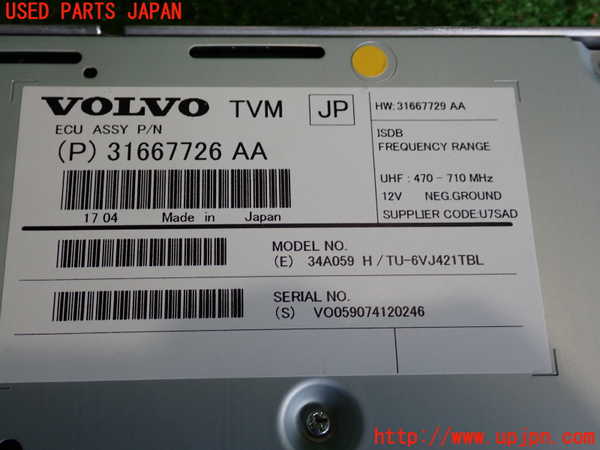 USED PARTS JAPAN
VOLVO TVM JP
ECU ASSY P/N
(P) 31667726 AA
17 04 Made in Japan
HW: 31667729 AA
ISDB
FREQUENCY RANGE
UHF : 470 - 710 MHz
12V NEG.GROUND
SUPPLIER CODE:U7SAD
MODEL NO.
(E) 34A059 H / TU-6VJ421TBL
SERIAL NO.
(S) VO059074120246
http://www.upjpn.com/